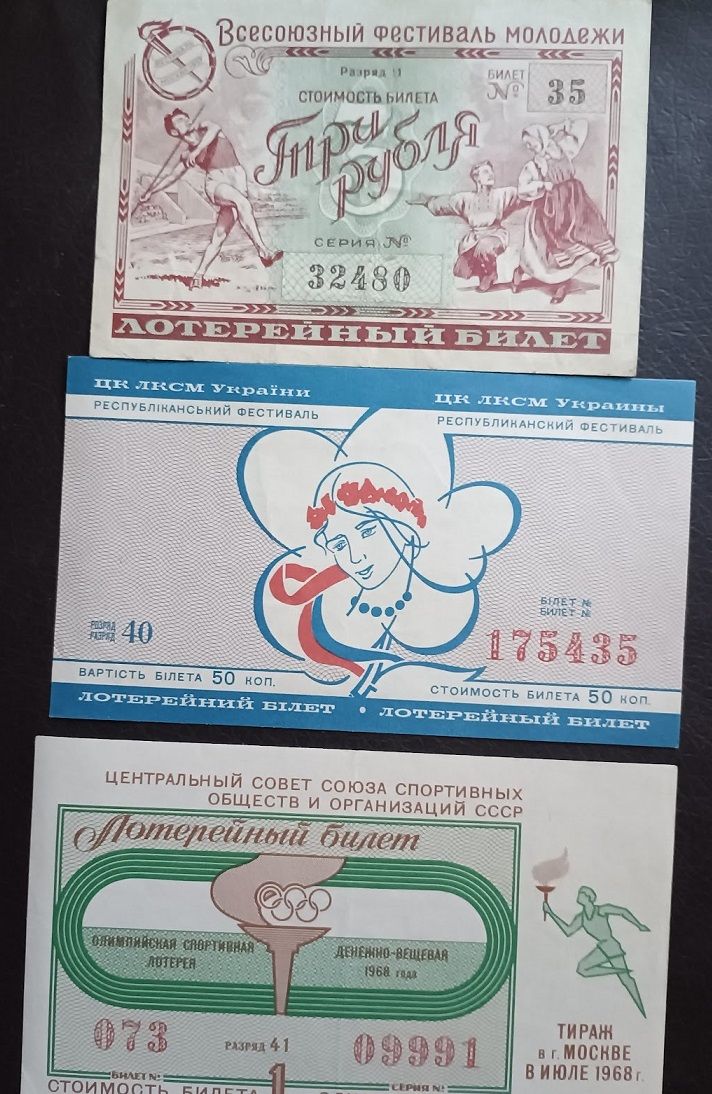 Всесоюзный фестиваль молодежи
Разряд 11
БИЛЕТ
№ 35
СТОИМОСТЬ БИЛЕТА
Три
рубля
3
СЕРИЯ №
32480
ЛОТЕРЕЙНЫЙ БИЛЕТ
ЦК ЛКСМ України
ЦК ЛКСМ Украины
РЕСПУБЛІКАНСЬКИЙ ФЕСТИВАЛЬ
РЕСПУБЛИКАНСКИЙ ФЕСТИВАЛЬ
РОЗРЯД
РАЗРЯД 40
БІЛЕТ №
БИЛЕТ №
175435
ВАРТІСТЬ БІЛЕТА 50 КОП.
СТОИМОСТЬ БИЛЕТА 50 КОП.
ЛОТЕРЕЙНИЙ БІЛЕТ • ЛОТЕРЕЙНЫЙ БИЛЕТ
ЦЕНТРАЛЬНЫЙ СОВЕТ СОЮЗА СПОРТИВНЫХ
ОБЩЕСТВ И ОРГАНИЗАЦИЙ СССР
Лотерейный билет
ОЛИМПИЙСКАЯ СПОРТИВНАЯ
ЛОТЕРЕЯ
ДЕНЕЖНО-ВЕЩЕВАЯ
1968 года
073
РАЗРЯД 41
09991
БИЛЕТ №:
СЕРИЯ №:
СТОИМОСТЬ БИЛЕТА 1
ТИРАЖ
в г. МОСКВЕ
В ИЮЛЕ 1968 г.